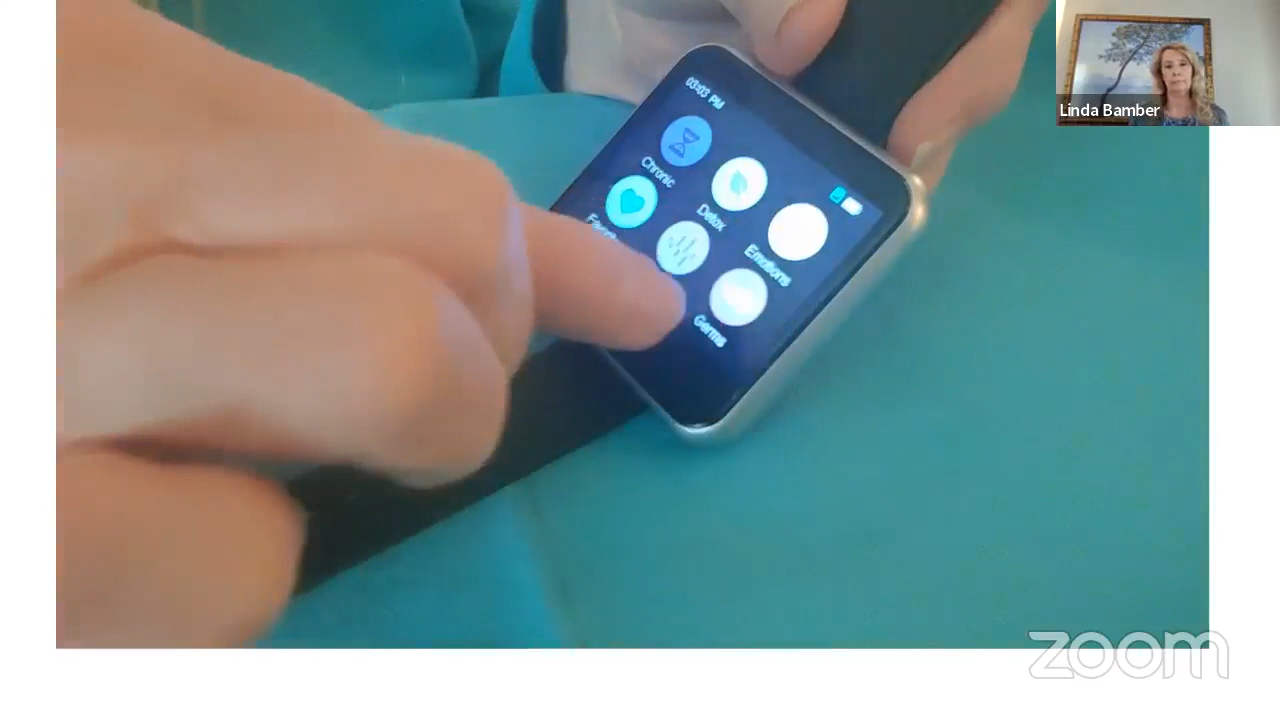 Linda Bamber
03:03 PM
Chronic
Detox
Emotions
Germs
zoom